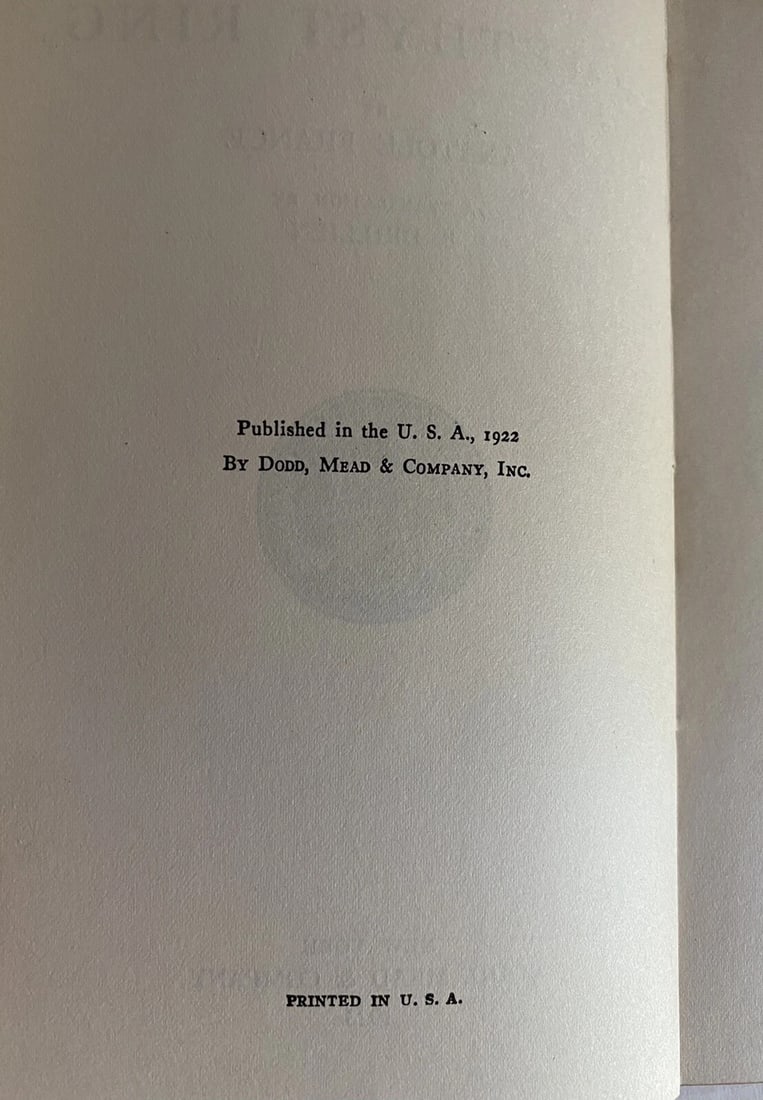 Published in the U. S. A., 1922
By Dodd, Mead & Company, Inc.
PRINTED IN U. S. A.